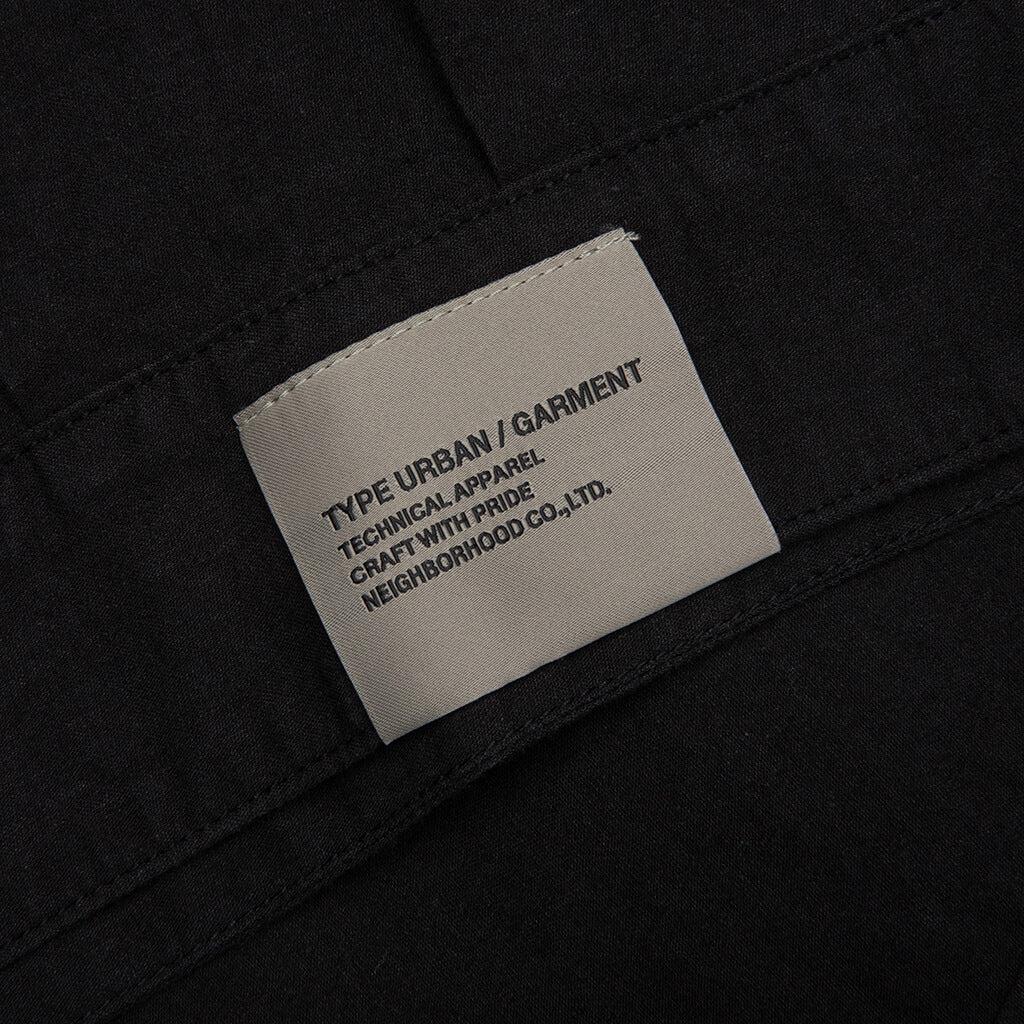 TYPE URBAN / GARMENT
TECHNICAL APPAREL
CRAFT WITH PRIDE
NEIGHBORHOOD CO.,LTD.